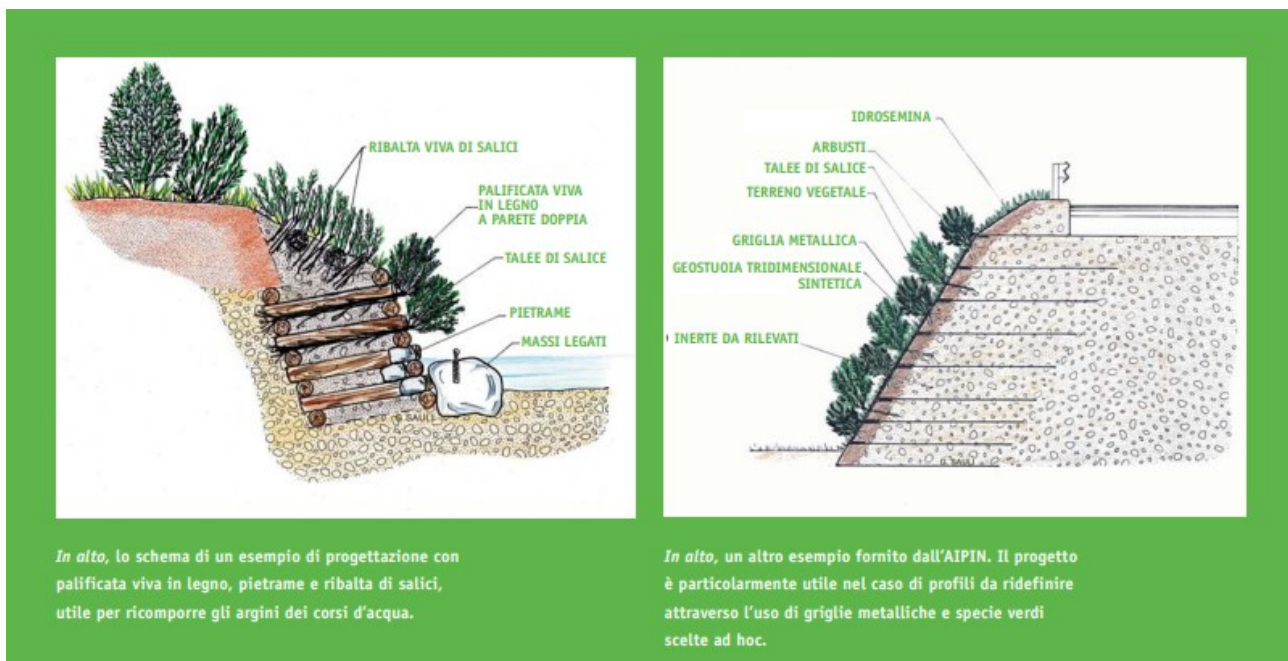 RIBALTA VIVA DI SALICI
PALIFICATA VIVA
IN LEGNO
A PARETE DOPPIA
TALEE DI SALICE
PIETRAME
MASSI LEGATI
G. SAULI
In alto, lo schema di un esempio di progettazione con
palificata viva in legno, pietrame e ribalta di salici,
utile per ricomporre gli argini dei corsi d'acqua.
IDROSEMINA
ARBUSTI
TALEE DI SALICE
TERRENO VEGETALE
GRIGLIA METALLICA
GEOSTUOIA TRIDIMENSIONALE
SINTETICA
INERTE DA RILEVATI
G. SAULI
In alto, un altro esempio fornito dall'AIPIN. Il progetto
è particolarmente utile nel caso di profili da ridefinire
attraverso l'uso di griglie metalliche e specie verdi
scelte ad hoc.